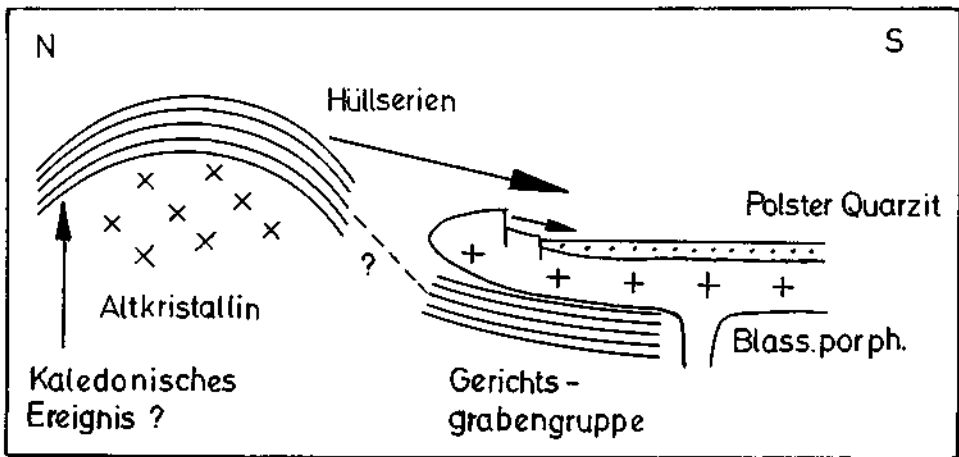 N
S
Hüllserien
Polster Quarzit
?
Altkristallin
Blass.porph.
Kaledonisches
Ereignis ?
Gerichts-
grabengruppe